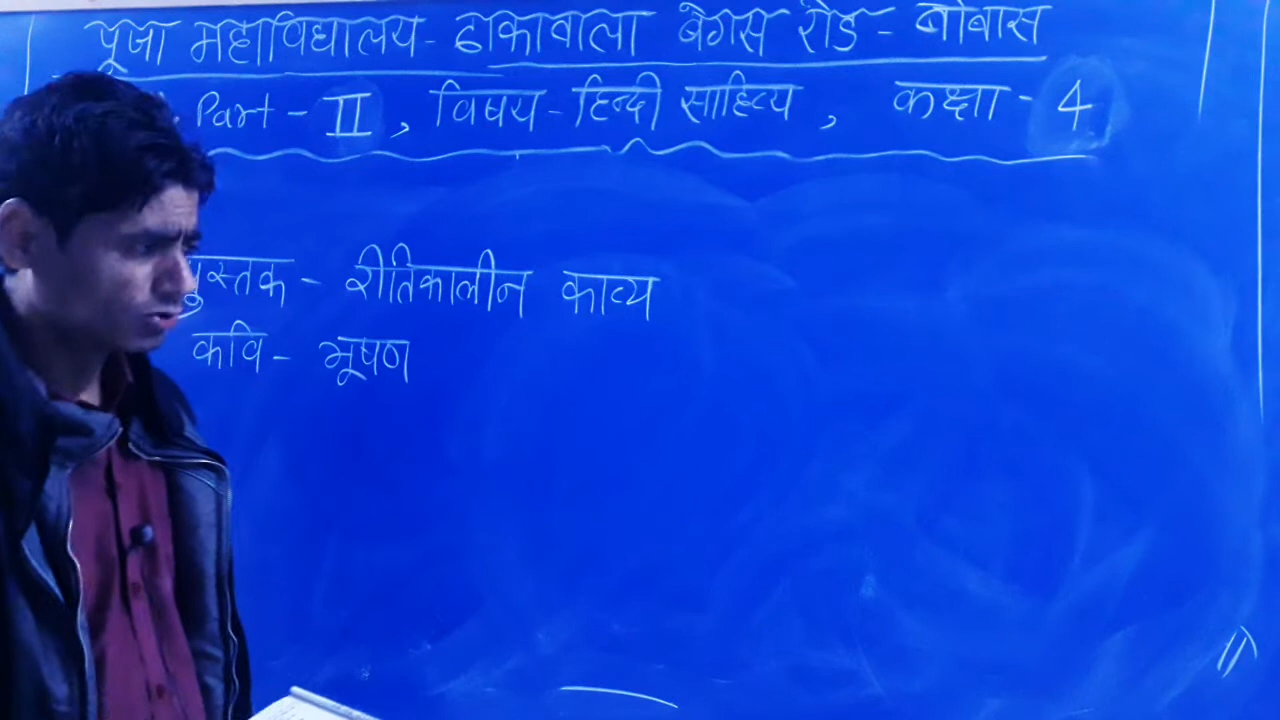 पूजा महाविद्यालय - ढाकावाला बैगस रोड - बोबास
Part - II , विषय - हिन्दी साहित्य , कक्षा - 4
पुस्तक - रीतिकालीन काव्य
कवि - भूषण